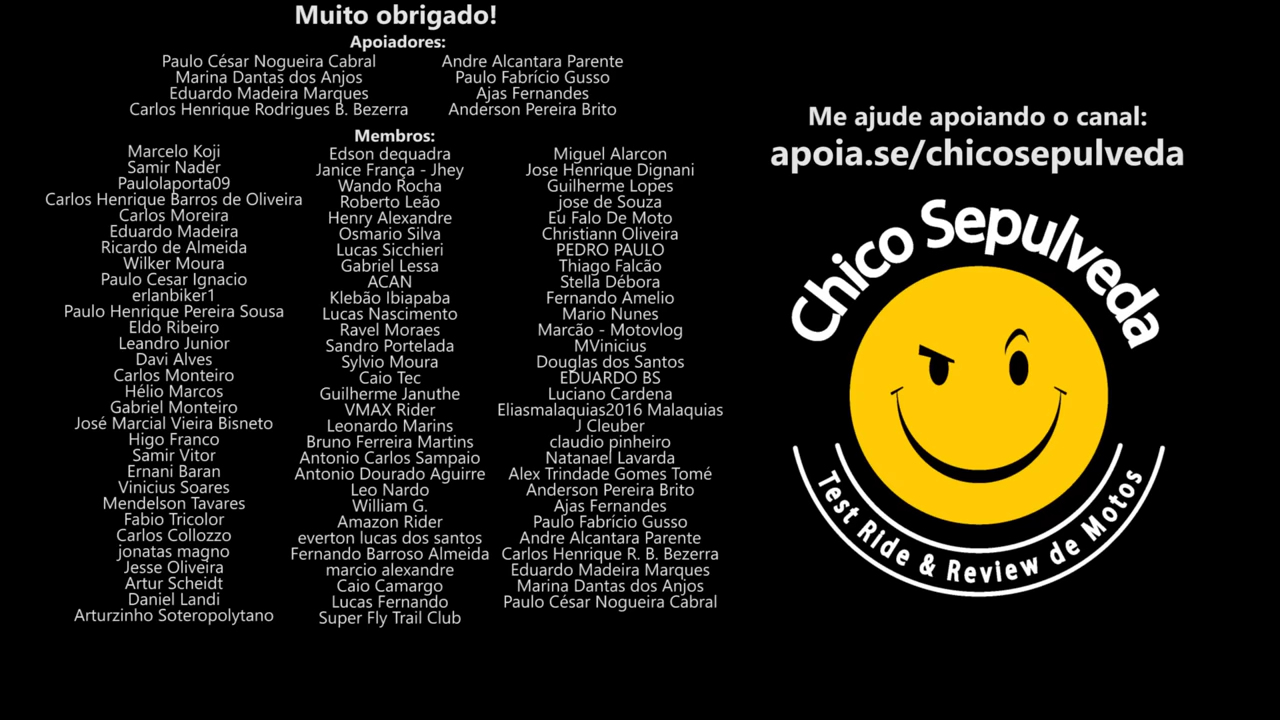 Muito obrigado!
Apoiadores:
Paulo César Nogueira Cabral
Marina Dantas dos Anjos
Eduardo Madeira Marques
Carlos Henrique Rodrigues B. Bezerra
Andre Alcantara Parente
Paulo Fabrício Gusso
Ajas Fernandes
Anderson Pereira Brito
Membros:
Marcelo Koji
Samir Nader
Paulolaporta09
Carlos Henrique Barros de Oliveira
Carlos Moreira
Eduardo Madeira
Ricardo de Almeida
Wilker Moura
Paulo Cesar Ignacio
erlanbiker1
Paulo Henrique Pereira Sousa
Eldo Ribeiro
Leandro Junior
Davi Alves
Carlos Monteiro
Hélio Marcos
Gabriel Monteiro
José Marcial Vieira Bisneto
Higo Franco
Samir Vitor
Ernani Baran
Vinicius Soares
Mendelson Tavares
Fabio Tricolor
Carlos Collozzo
jonatas magno
Jesse Oliveira
Artur Scheidt
Daniel Landi
Arturzinho Soteropolytano
Edson dequadra
Janice França - Jhey
Wando Rocha
Roberto Leão
Henry Alexandre
Osmario Silva
Lucas Sicchieri
Gabriel Lessa
ACAN
Klebão Ibiapaba
Lucas Nascimento
Ravel Moraes
Sandro Portelada
Sylvio Moura
Caio Tec
Guilherme Januthe
VMAX Rider
Leonardo Marins
Bruno Ferreira Martins
Antonio Carlos Sampaio
Antonio Dourado Aguirre
Leo Nardo
William G.
Amazon Rider
everton lucas dos santos
Fernando Barroso Almeida
marcio alexandre
Caio Camargo
Lucas Fernando
Super Fly Trail Club
Miguel Alarcon
Jose Henrique Dignani
Guilherme Lopes
jose de Souza
Eu Falo De Moto
Christiann Oliveira
PEDRO PAULO
Thiago Falcão
Stella Débora
Fernando Amelio
Mario Nunes
Marcão - Motovlog
MVinicius
Douglas dos Santos
EDUARDO BS
Luciano Cardena
Eliasmalaquias2016 Malaquias
J Cleuber
claudio pinheiro
Natanael Lavarda
Alex Trindade Gomes Tomé
Anderson Pereira Brito
Ajas Fernandes
Paulo Fabrício Gusso
Andre Alcantara Parente
Carlos Henrique R. B. Bezerra
Eduardo Madeira Marques
Marina Dantas dos Anjos
Paulo César Nogueira Cabral
Me ajude apoiando o canal:
apoia.se/chicosepulveda
Chico Sepulveda
Test Ride & Review de Motos